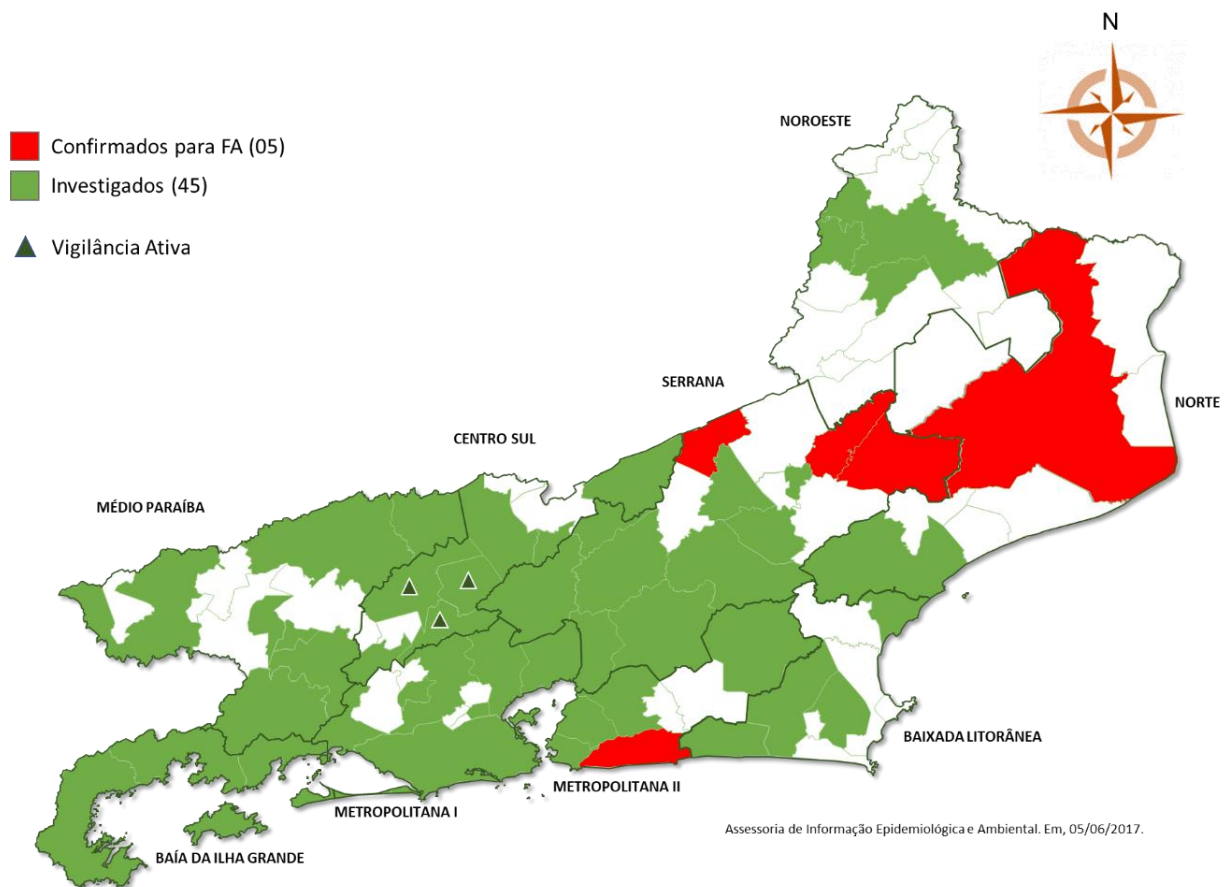 N
NOROESTE
Confirmados para FA (05)
Investigados (45)
Vigilância Ativa
SERRANA
NORTE
CENTRO SUL
MÉDIO PARAÍBA
BAIXADA LITORÂNEA
METROPOLITANA II
METROPOLITANA I
Assessoria de Informação Epidemiológica e Ambiental. Em, 05/06/2017.
BAÍA DA ILHA GRANDE